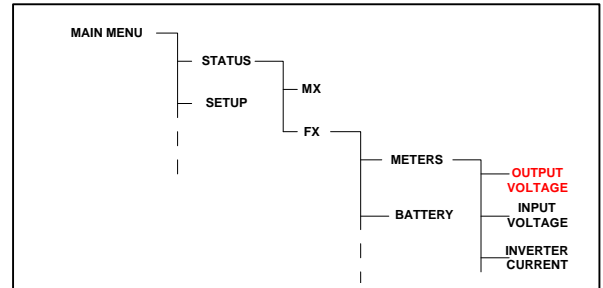 MAIN MENU
STATUS
SETUP
MX
FX
METERS
OUTPUT
VOLTAGE
BATTERY
INPUT
VOLTAGE
INVERTER
CURRENT